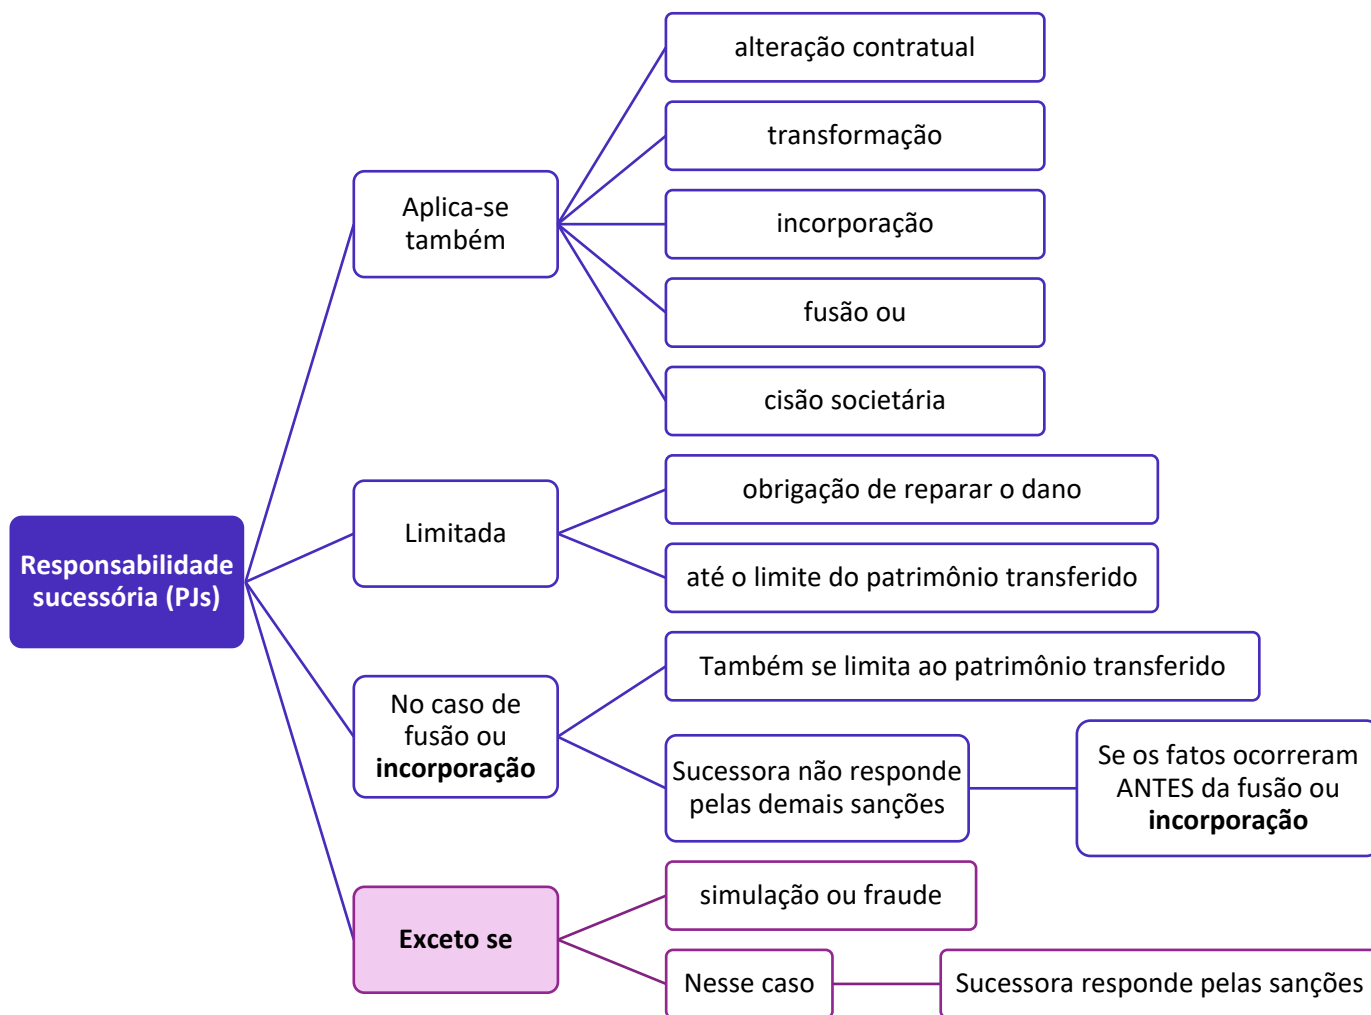 Responsabilidade
sucessória (PJs)
Aplica-se
também
alteração contratual
transformação
incorporação
fusão ou
cisão societária
Limitada
obrigação de reparar o dano
até o limite do patrimônio transferido
No caso de
fusão ou
incorporação
Também se limita ao patrimônio transferido
Sucessora não responde
pelas demais sanções
Se os fatos ocorreram
ANTES da fusão ou
incorporação
Exceto se
simulação ou fraude
Nesse caso
Sucessora responde pelas sanções